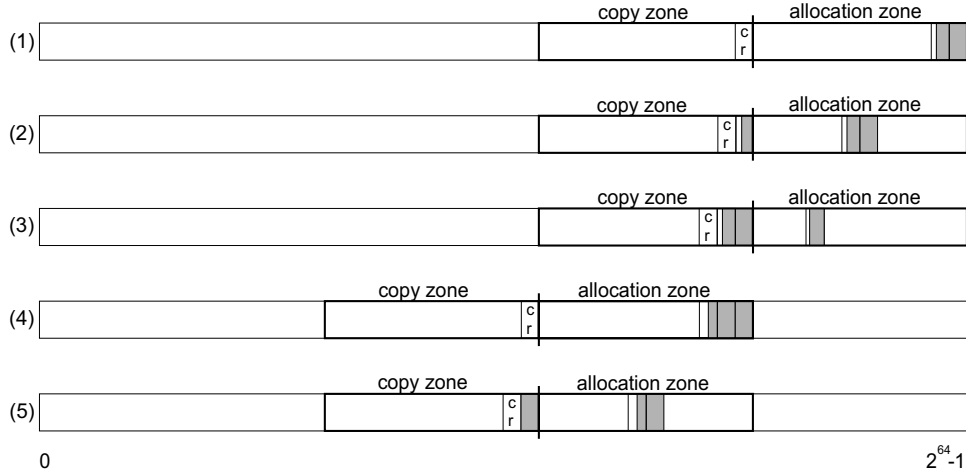 copy zone allocation zone
(1) c
r
copy zone allocation zone
(2) c
r
copy zone allocation zone
(3) c
r
copy zone allocation zone
(4) c
r
copy zone allocation zone
(5) c
r
0 2^64-1